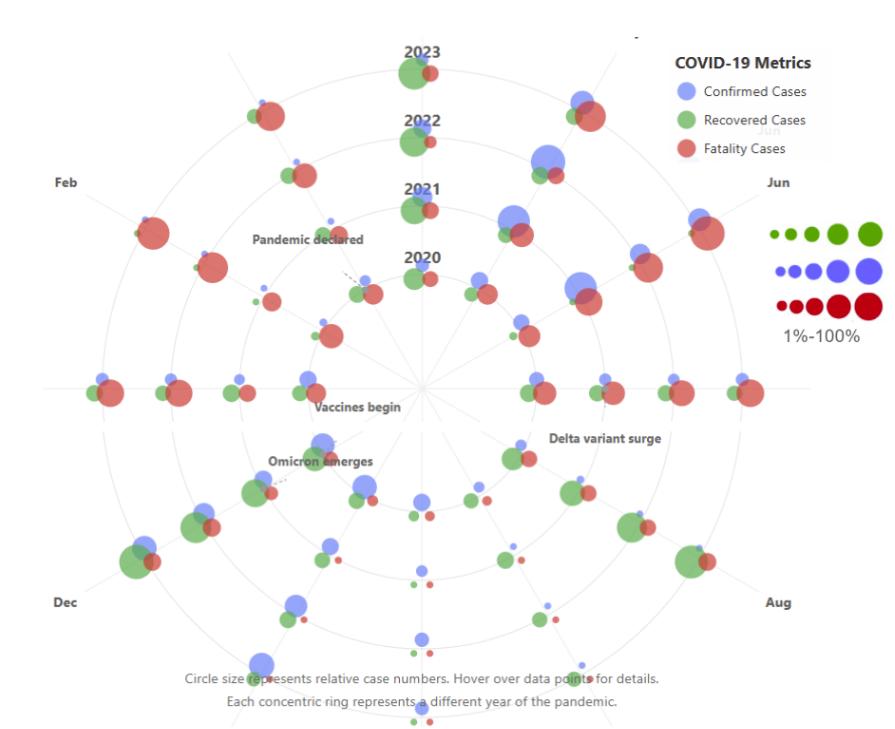 2023
COVID-19 Metrics
Confirmed Cases
2022
Recovered Cases
Jun
Fatality Cases
Feb
2021
Jun
Pandemic declared
2020
1%-100%
Vaccines begin
Delta variant surge
Omicron emerges
Dec
Aug
Circle size represents relative case numbers. Hover over data points for details.
Each concentric ring represents a different year of the pandemic.